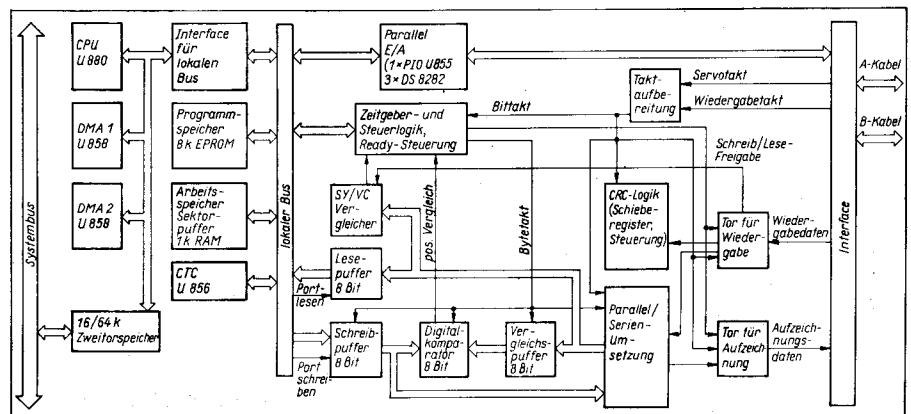 Systembus
CPU
U 880
DMA 1
U 858
DMA 2
U 858
16/64 k
Zweitorspeicher
Interface
für
lokalen
Bus
Programm-
speicher
8k EPROM
Arbeits-
speicher
Sektor-
puffer
1k RAM
CTC
U 856
lokaler Bus
Parallel
E/A
(1×PIO U855
3×DS 8282)
Zeitgeber- und
Steuerlogik,
Ready-Steuerung
SY/VC
Ver-
gleicher
pos. Vergleich
Lese-
puffer
8 Bit
Port-
lesen
Schreib-
puffer
8 Bit
Port
schreiben
Digital-
kompa-
rator
8 Bit
Ver-
gleichs-
puffer
8 Bit
Bittakt
Bytetakt
Takt-
aufbe-
reitung
Servotakt
Wiedergabetakt
Schreib/Lese-
Freigabe
CRC-Logik
(Schiebe-
register,
Steuerung)
Tor für
Wieder-
gabe
Wieder-
gabedaten
Parallel/
Serien-
Um-
setzung
Tor für
Aufzeich-
nung
Aufzeich-
nungs-
daten
Interface
A-Kabel
B-Kabel